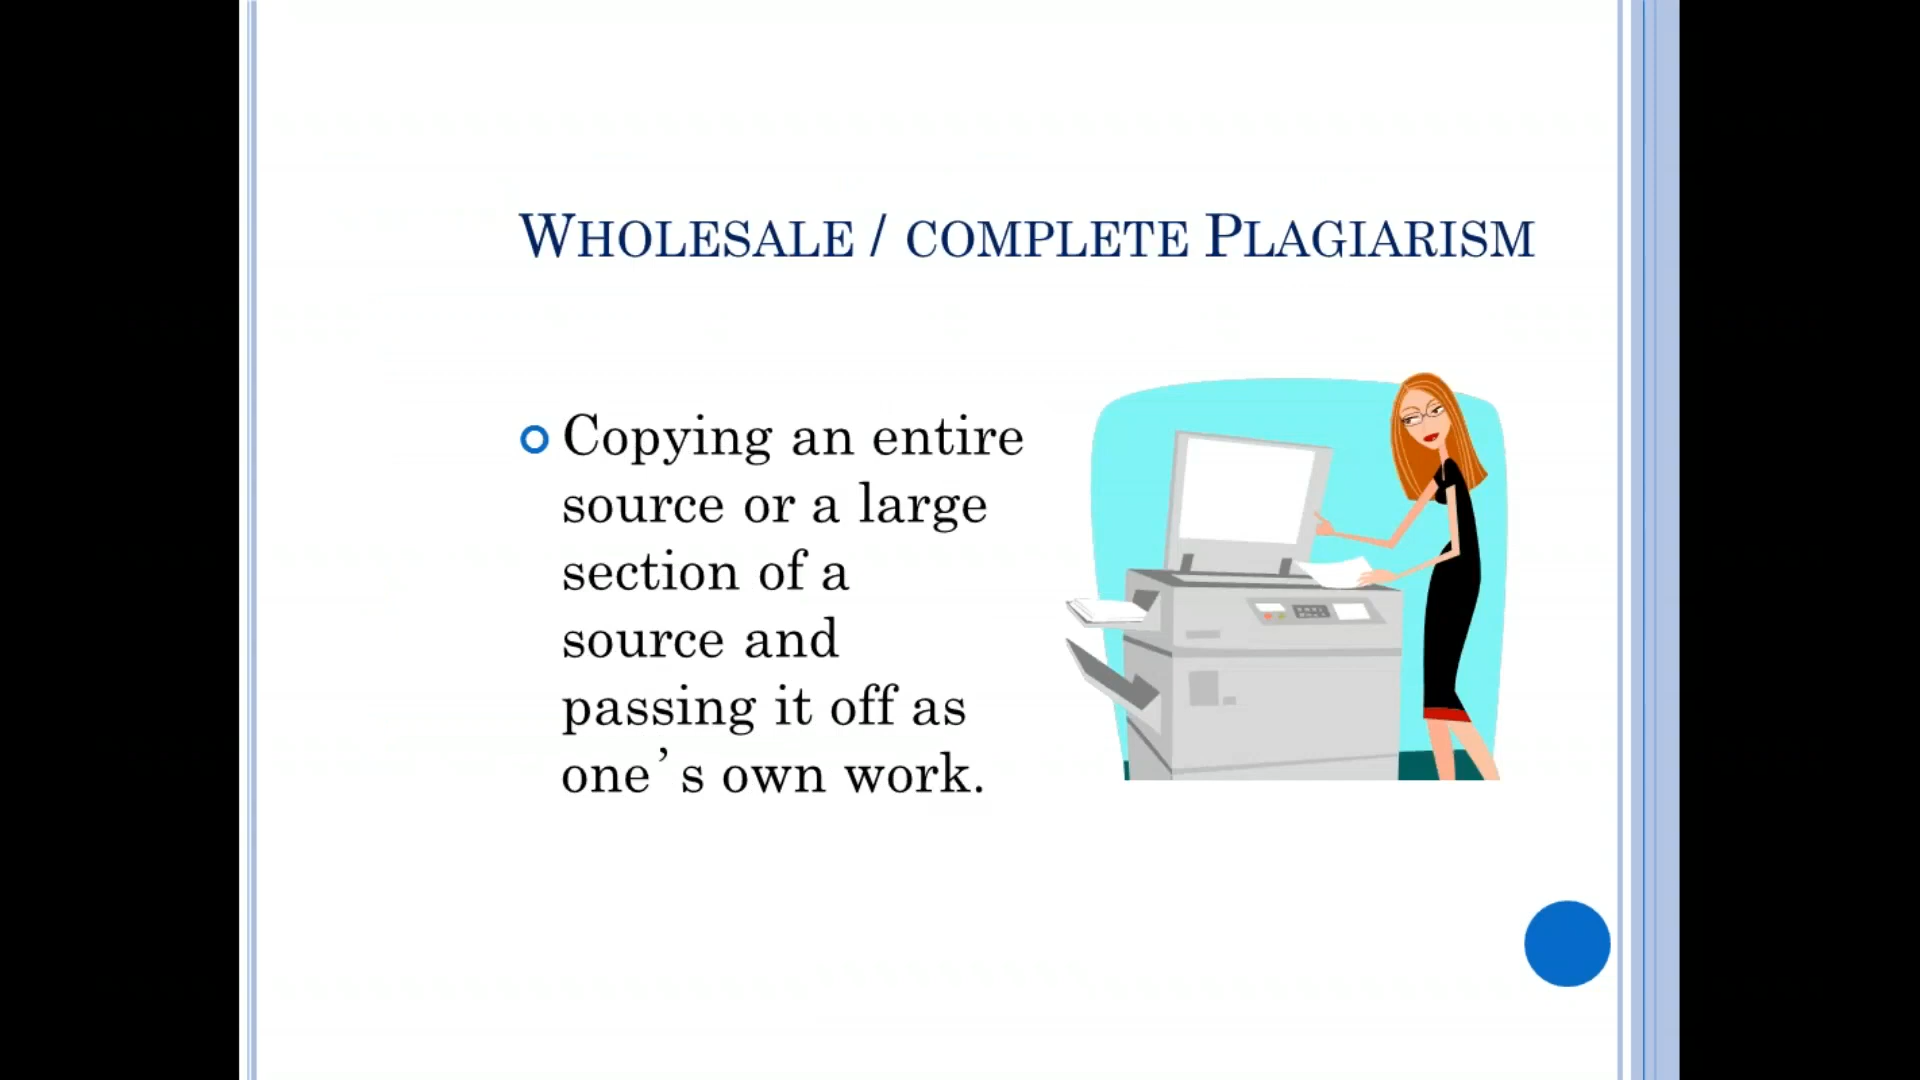 WHOLESALE / COMPLETE PLAGIARISM
Copying an entire
source or a large
section of a
source and
passing it off as
one’s own work.